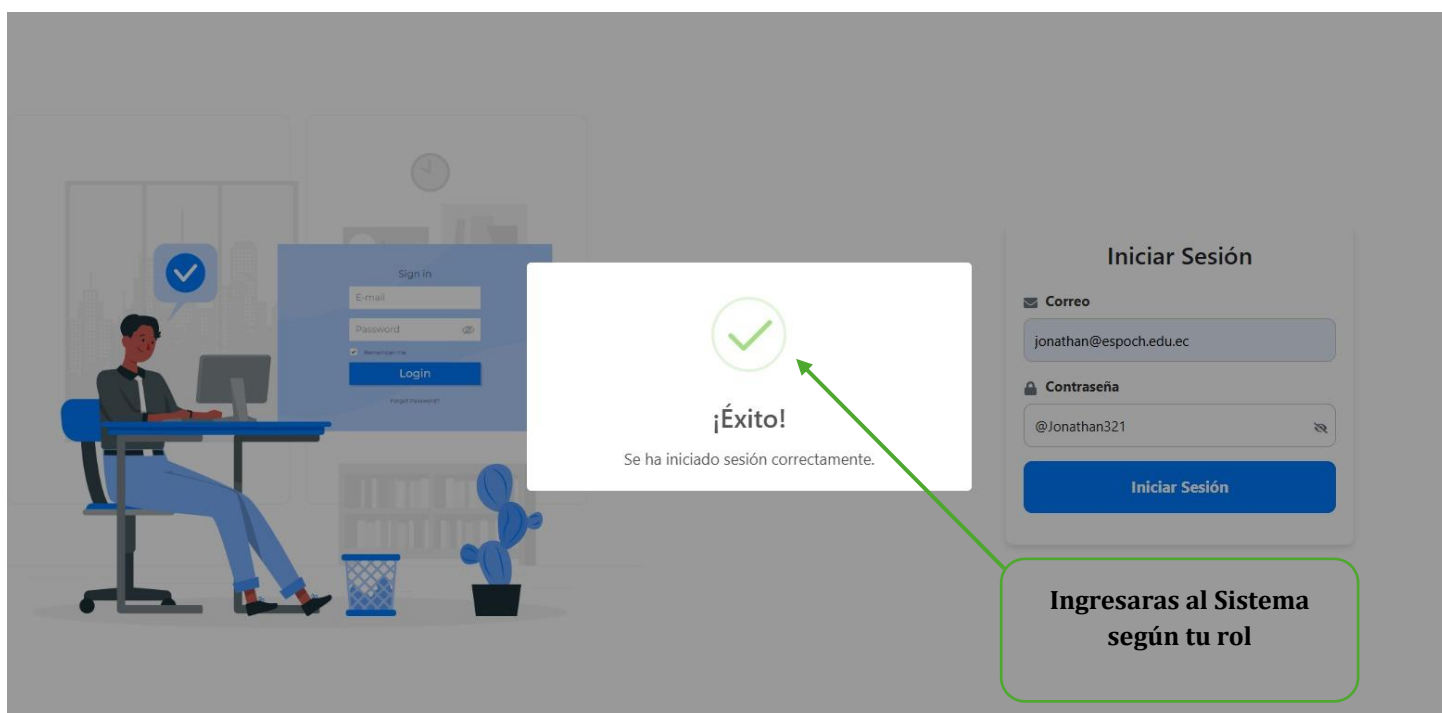 Sign in
E-mail
Password
Remember me
Login
Forgot Password?
¡Éxito!
Se ha iniciado sesión correctamente.
Iniciar Sesión
Correo
jonathan@espoch.edu.ec
Contraseña
@Jonathan321
Iniciar Sesión
Ingresaras al Sistema
según tu rol